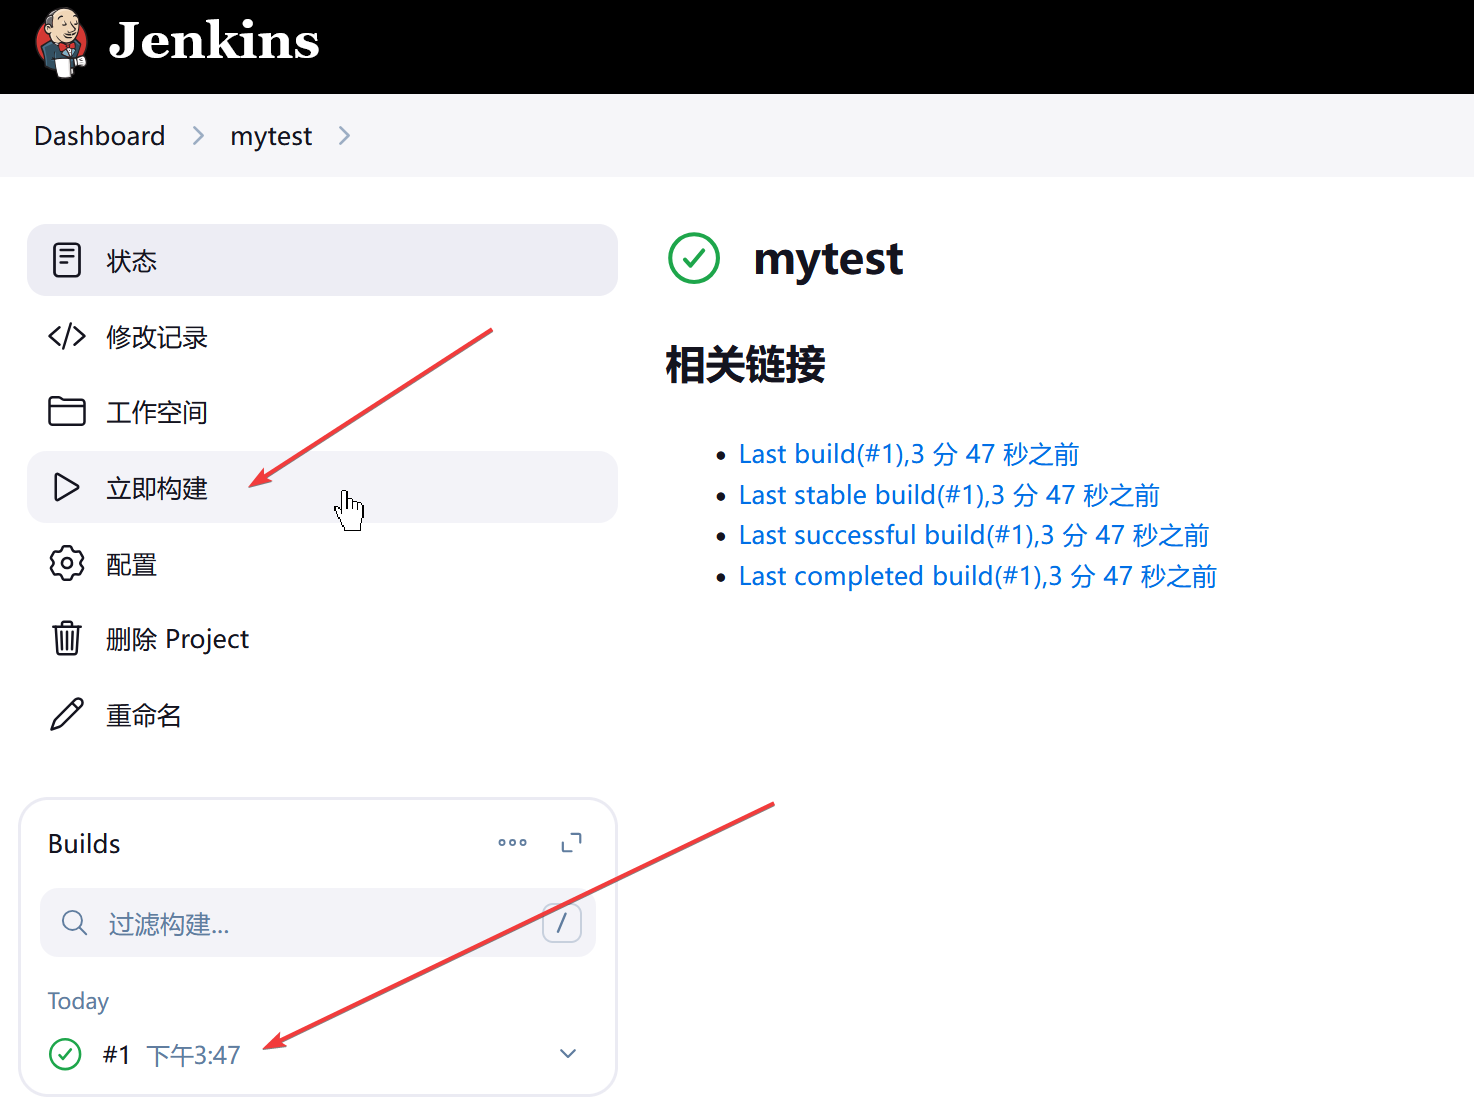 Jenkins
Dashboard
mytest
状态
修改记录
工作空间
立即构建
配置
删除 Project
重命名
mytest
相关链接
Last build(#1),3 分 47 秒之前
Last stable build(#1),3 分 47 秒之前
Last successful build(#1),3 分 47 秒之前
Last completed build(#1),3 分 47 秒之前
Builds
过滤构建...
/
Today
#1 下午3:47